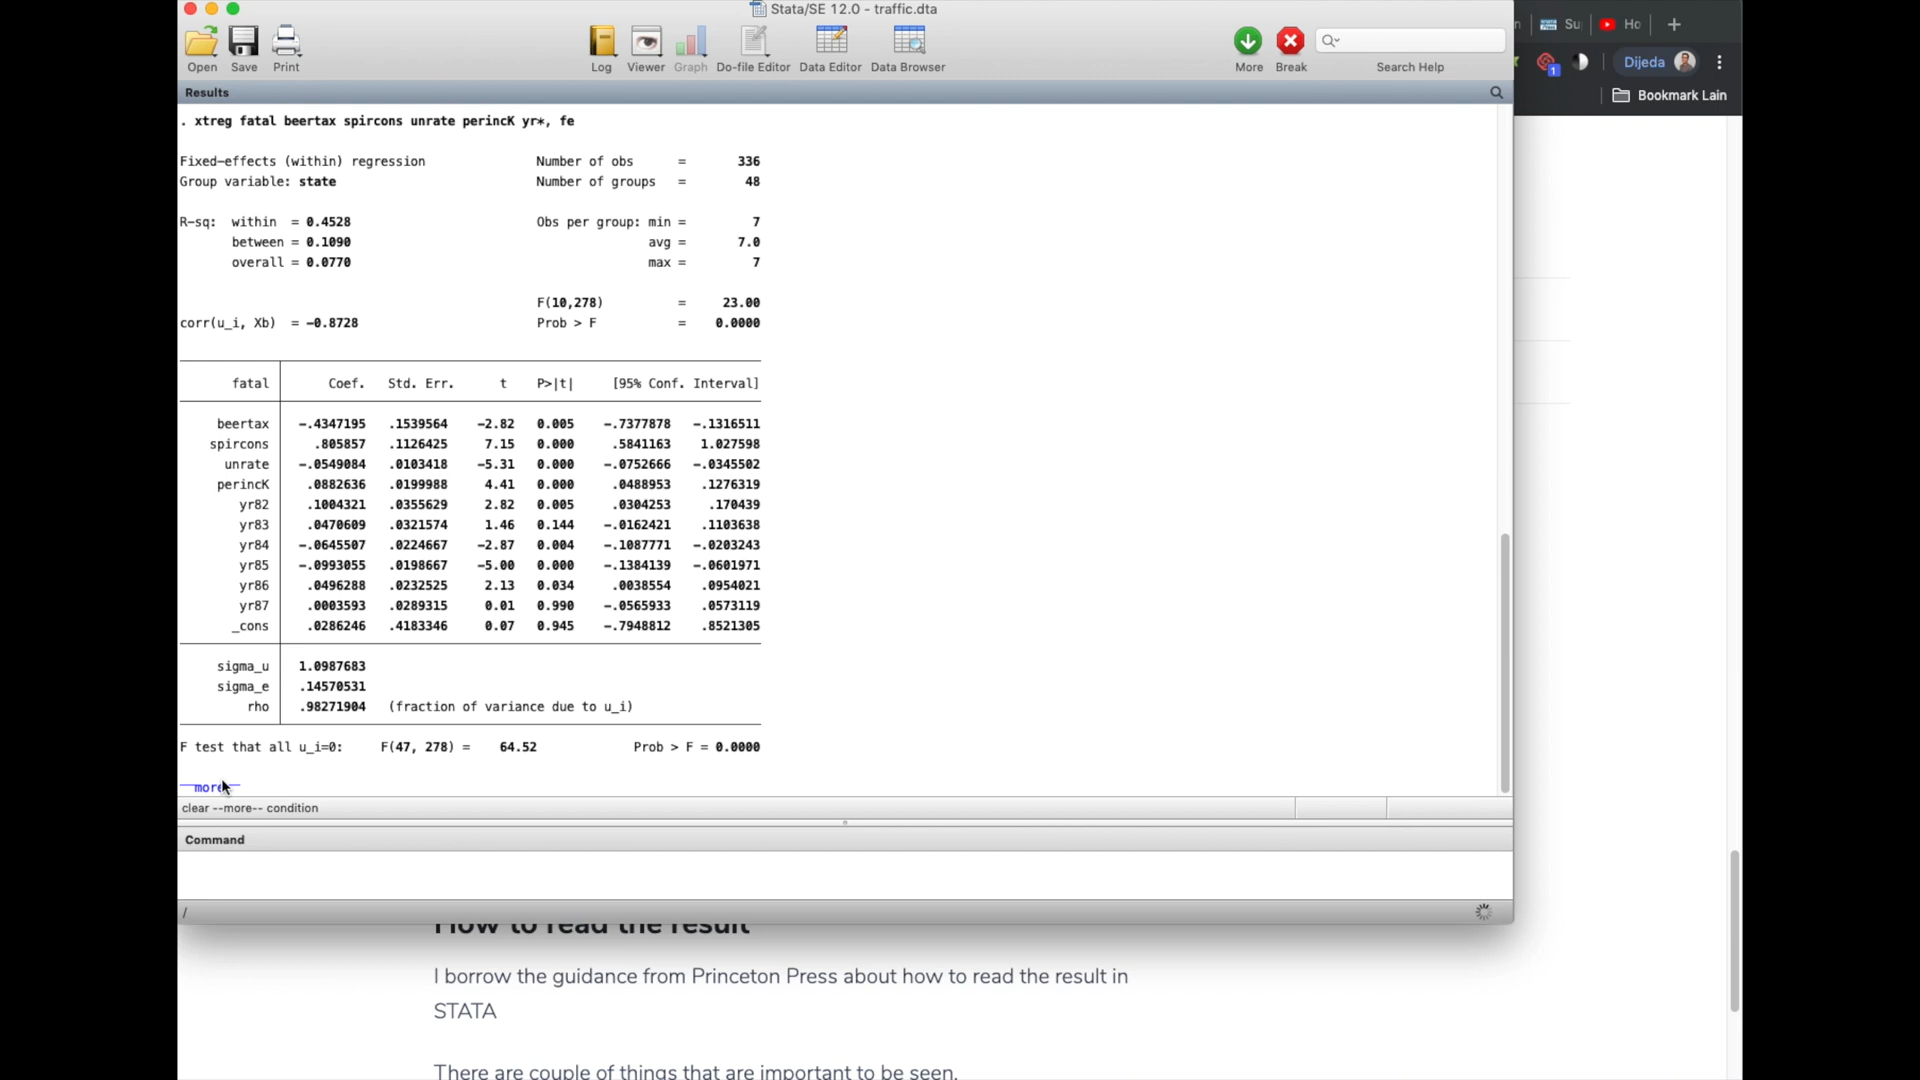 Stata/SE 12.0 - traffic.dta
Open Save Print Log Viewer Graph Do-file Editor Data Editor Data Browser More Break Search Help
Su Ho
1 Dijeda
Bookmark Lain
Results
. xtreg fatal beertax spircons unrate perincK yr*, fe
Fixed-effects (within) regression Number of obs = 336
Group variable: state Number of groups = 48
R-sq: within = 0.4528 Obs per group: min = 7
between = 0.1090 avg = 7.0
overall = 0.0770 max = 7
F(10,278) = 23.00
corr(u_i, Xb) = -0.8728 Prob > F = 0.0000
fatal Coef. Std. Err. t P>|t| [95% Conf. Interval]
beertax -.4347195 .1539564 -2.82 0.005 -.7377878 -.1316511
spircons .805857 .1126425 7.15 0.000 .5841163 1.027598
unrate -.0549084 .0103418 -5.31 0.000 -.0752666 -.0345502
perincK .0882636 .0199988 4.41 0.000 .0488953 .1276319
yr82 .1004321 .0355629 2.82 0.005 .0304253 .170439
yr83 .0470609 .0321574 1.46 0.144 -.0162421 .1103638
yr84 -.0645507 .0224667 -2.87 0.004 -.1087771 -.0203243
yr85 -.0993055 .0198667 -5.00 0.000 -.1384139 -.0601971
yr86 .0496288 .0232525 2.13 0.034 .0038554 .0954021
yr87 .0003593 .0289315 0.01 0.990 -.0565933 .0573119
_cons .0286246 .4183346 0.07 0.945 -.7948812 .8521305
sigma_u 1.0987683
sigma_e .14570531
rho .98271904 (fraction of variance due to u_i)
F test that all u_i=0: F(47, 278) = 64.52 Prob > F = 0.0000
more
clear --more-- condition
Command
/
How to read the result
I borrow the guidance from Princeton Press about how to read the result in
STATA
There are couple of things that are important to be seen.